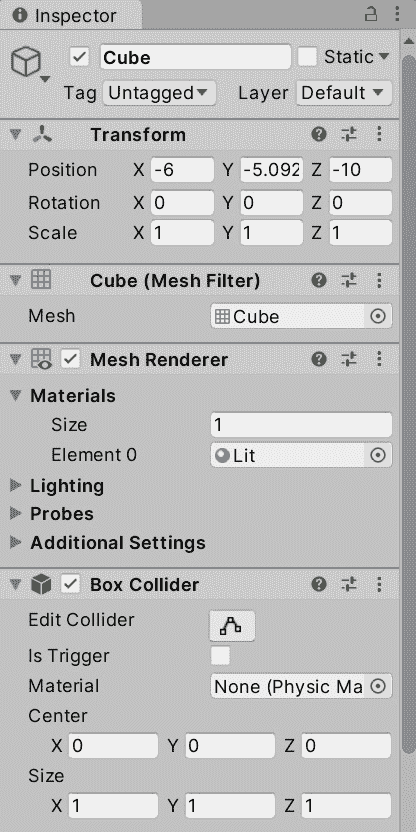 Inspector
Cube Static
Tag Untagged Layer Default
Transform
Position X -6 Y -5.092 Z -10
Rotation X 0 Y 0 Z 0
Scale X 1 Y 1 Z 1
Cube (Mesh Filter)
Mesh Cube
Mesh Renderer
Materials
Size 1
Element 0 Lit
Lighting
Probes
Additional Settings
Box Collider
Edit Collider
Is Trigger
Material None (Physic Ma
Center
X 0 Y 0 Z 0
Size
X 1 Y 1 Z 1